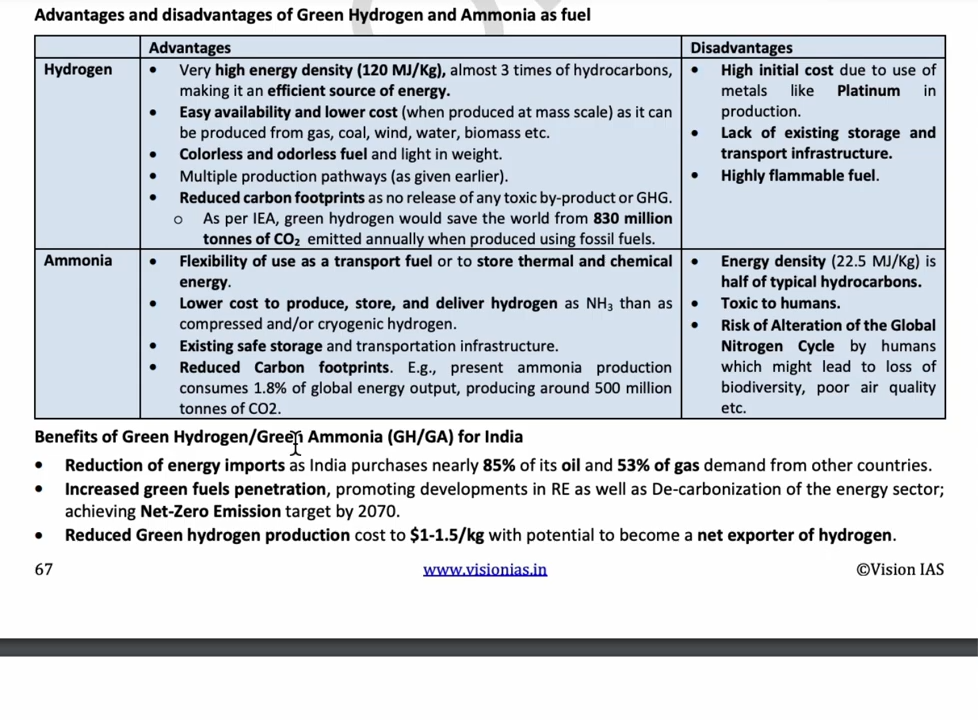 Advantages and disadvantages of Green Hydrogen and Ammonia as fuel
Advantages
Disadvantages
Hydrogen
• Very high energy density (120 MJ/Kg), almost 3 times of hydrocarbons,
making it an efficient source of energy.
• Easy availability and lower cost (when produced at mass scale) as it can
be produced from gas, coal, wind, water, biomass etc.
• Colorless and odorless fuel and light in weight.
• Multiple production pathways (as given earlier).
• Reduced carbon footprints as no release of any toxic by-product or GHG.
o As per IEA, green hydrogen would save the world from 830 million
tonnes of CO₂ emitted annually when produced using fossil fuels.
• High initial cost due to use of
metals like Platinum in
production.
• Lack of existing storage and
transport infrastructure.
• Highly flammable fuel.
Ammonia
• Flexibility of use as a transport fuel or to store thermal and chemical
energy.
• Lower cost to produce, store, and deliver hydrogen as NH₃ than as
compressed and/or cryogenic hydrogen.
• Existing safe storage and transportation infrastructure.
• Reduced Carbon footprints. E.g., present ammonia production
consumes 1.8% of global energy output, producing around 500 million
tonnes of CO2.
• Energy density (22.5 MJ/Kg) is
half of typical hydrocarbons.
• Toxic to humans.
• Risk of Alteration of the Global
Nitrogen Cycle by humans
which might lead to loss of
biodiversity, poor air quality
etc.
Benefits of Green Hydrogen/Green Ammonia (GH/GA) for India
• Reduction of energy imports as India purchases nearly 85% of its oil and 53% of gas demand from other countries.
• Increased green fuels penetration, promoting developments in RE as well as De-carbonization of the energy sector;
achieving Net-Zero Emission target by 2070.
• Reduced Green hydrogen production cost to $1-1.5/kg with potential to become a net exporter of hydrogen.
67
www.visionias.in
©Vision IAS